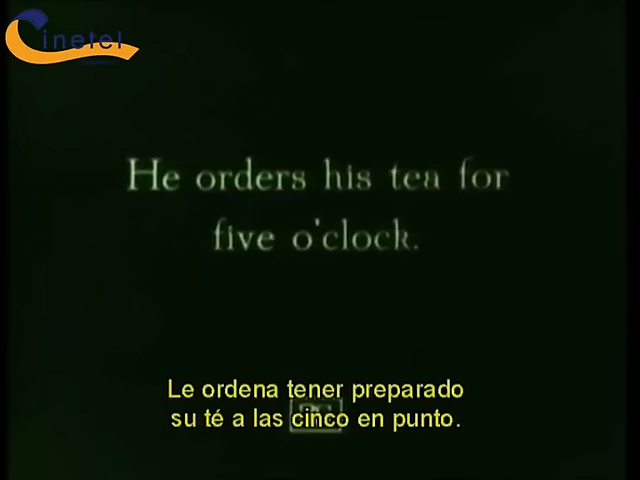 Cinetel
He orders his tea for
five o'clock.
Le ordena tener preparado
su té a las cinco en punto.